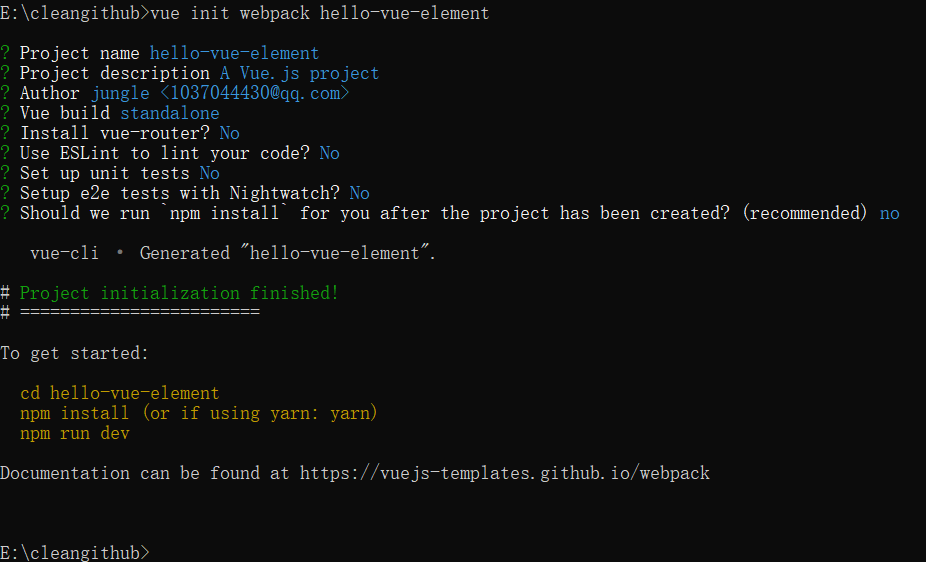 E:\cleangithub>vue init webpack hello-vue-element
? Project name hello-vue-element
? Project description A Vue.js project
? Author jungle <1037044430@qq.com>
? Vue build standalone
? Install vue-router? No
? Use ESLint to lint your code? No
? Set up unit tests No
? Setup e2e tests with Nightwatch? No
? Should we run `npm install` for you after the project has been created? (recommended) no
vue-cli · Generated "hello-vue-element".
# Project initialization finished!
# ========================
To get started:
cd hello-vue-element
npm install (or if using yarn: yarn)
npm run dev
Documentation can be found at https://vuejs-templates.github.io/webpack
E:\cleangithub>